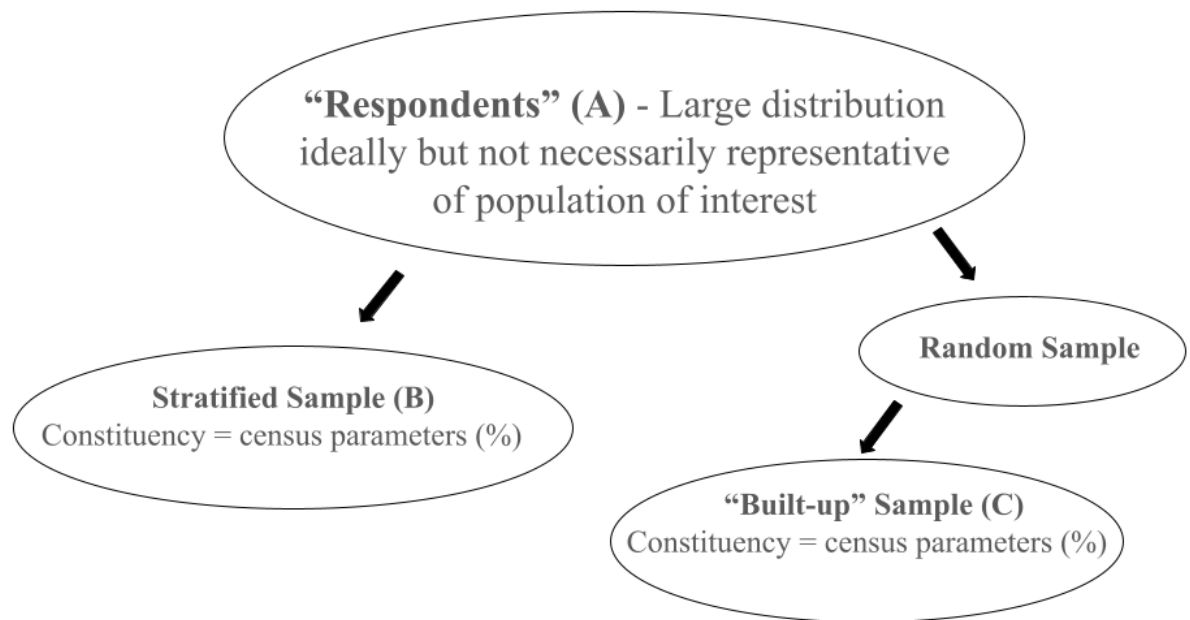 “Respondents” (A) - Large distribution
ideally but not necessarily representative
of population of interest
Random Sample
Stratified Sample (B)
Constituency = census parameters (%)
“Built-up” Sample (C)
Constituency = census parameters (%)